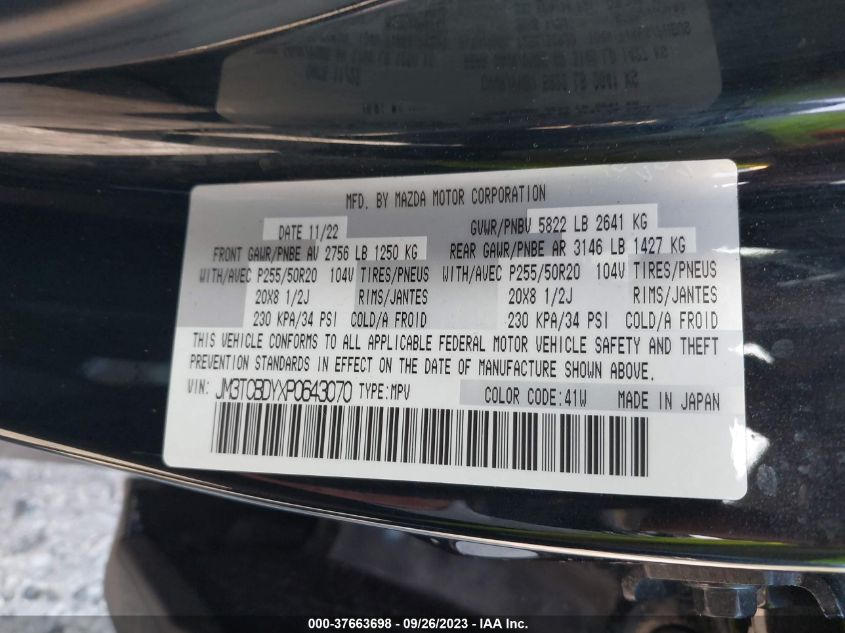 MFD. BY MAZDA MOTOR CORPORATION
DATE 11/22 GVWR/PNBV 5822 LB 2641 KG
FRONT GAWR/PNBE AV 2756 LB 1250 KG REAR GAWR/PNBE AR 3146 LB 1427 KG
WITH/AVEC P255/50R20 104V TIRES/PNEUS WITH/AVEC P255/50R20 104V TIRES/PNEUS
20X8 1/2J RIMS/JANTES 20X8 1/2J RIMS/JANTES
230 KPA/34 PSI COLD/A FROID 230 KPA/34 PSI COLD/A FROID
THIS VEHICLE CONFORMS TO ALL APPLICABLE FEDERAL MOTOR VEHICLE SAFETY AND THEFT
PREVENTION STANDARDS IN EFFECT ON THE DATE OF MANUFACTURE SHOWN ABOVE.
VIN: JM3TCBDYXP0643070 TYPE:MPV COLOR CODE:41W MADE IN JAPAN
000-37663698 - 09/26/2023 - IAA Inc.